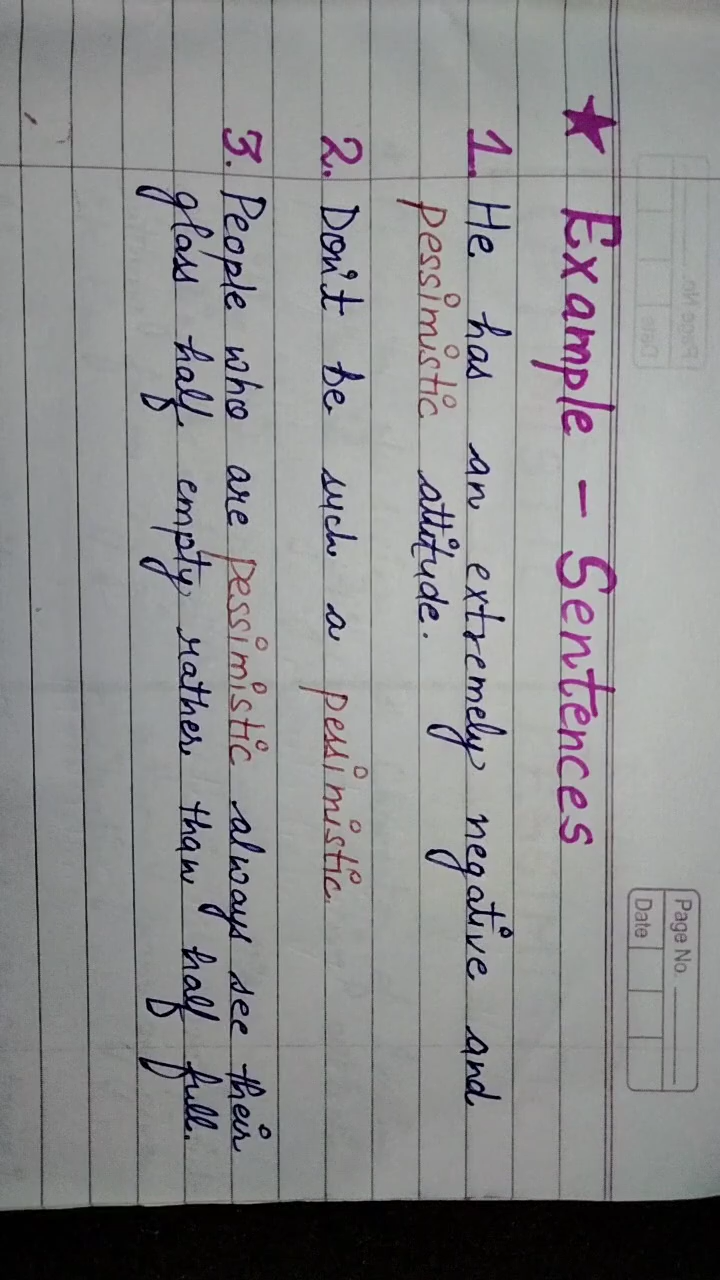 Page No.
Date
★ Example - Sentences
1. He has an extremely negative and
pessimistic attitude.
2. Don't be such a pessimistic.
3. People who are pessimistic always see their
glass half empty rather than half full.